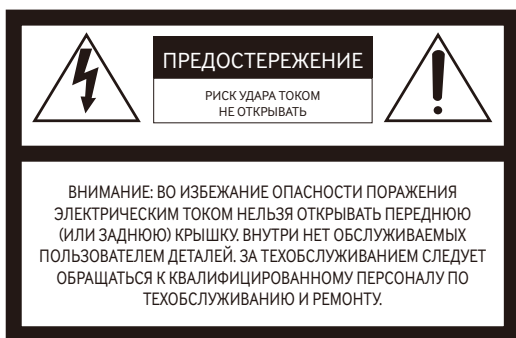 ПРЕДОСТЕРЕЖЕНИЕ
РИСК УДАРА ТОКОМ
НЕ ОТКРЫВАТЬ
ВНИМАНИЕ: ВО ИЗБЕЖАНИЕ ОПАСНОСТИ ПОРАЖЕНИЯ
ЭЛЕКТРИЧЕСКИМ ТОКОМ НЕЛЬЗЯ ОТКРЫВАТЬ ПЕРЕДНЮЮ
(ИЛИ ЗАДНЮЮ) КРЫШКУ. ВНУТРИ НЕТ ОБСЛУЖИВАЕМЫХ
ПОЛЬЗОВАТЕЛЕМ ДЕТАЛЕЙ. ЗА ТЕХОБСЛУЖИВАНИЕМ СЛЕДУЕТ
ОБРАЩАТЬСЯ К КВАЛИФИЦИРОВАННОМУ ПЕРСОНАЛУ ПО
ТЕХОБСЛУЖИВАНИЮ И РЕМОНТУ.